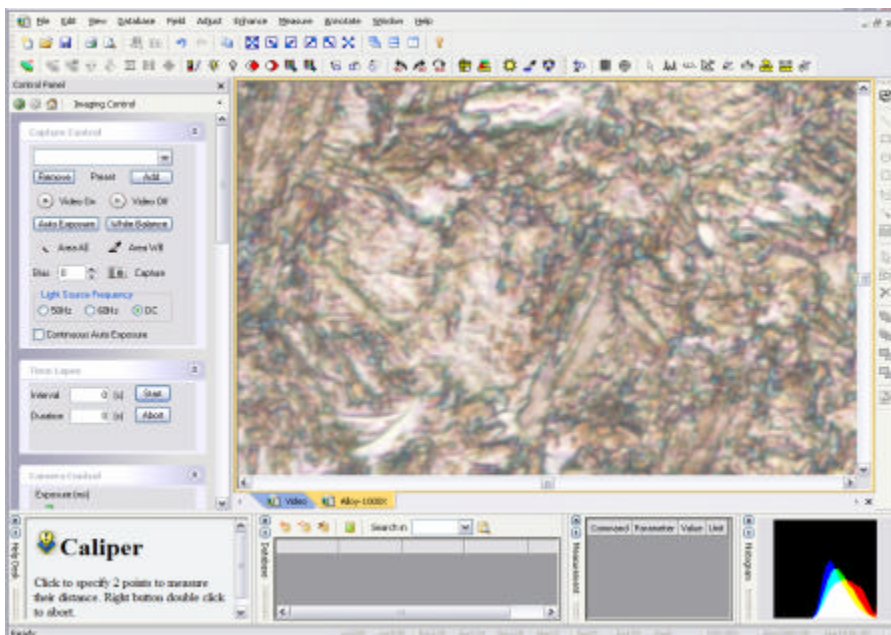 File Edit View Database Field Adjust Enhance Measure Annotate Window Help
Control Panel
Imaging Control
Capture Control
Remove Preset Add
Video On Video Off
Auto Exposure White Balance
Area AE Area WB
Bias 0 Capture
Light Source Frequency
50Hz 60Hz DC
Continuous Auto Exposure
Time Lapse
Interval 0 [s] Start
Duration 0 [s] Abort
Camera Control
Exposure (ms)
Video Alloy-1000X
Help Desk
Caliper
Click to specify 2 points to measure
their distance. Right button double click
to abort.
Database
Search in
Measurement
Command Parameter Value Unit
Histogram
Ready